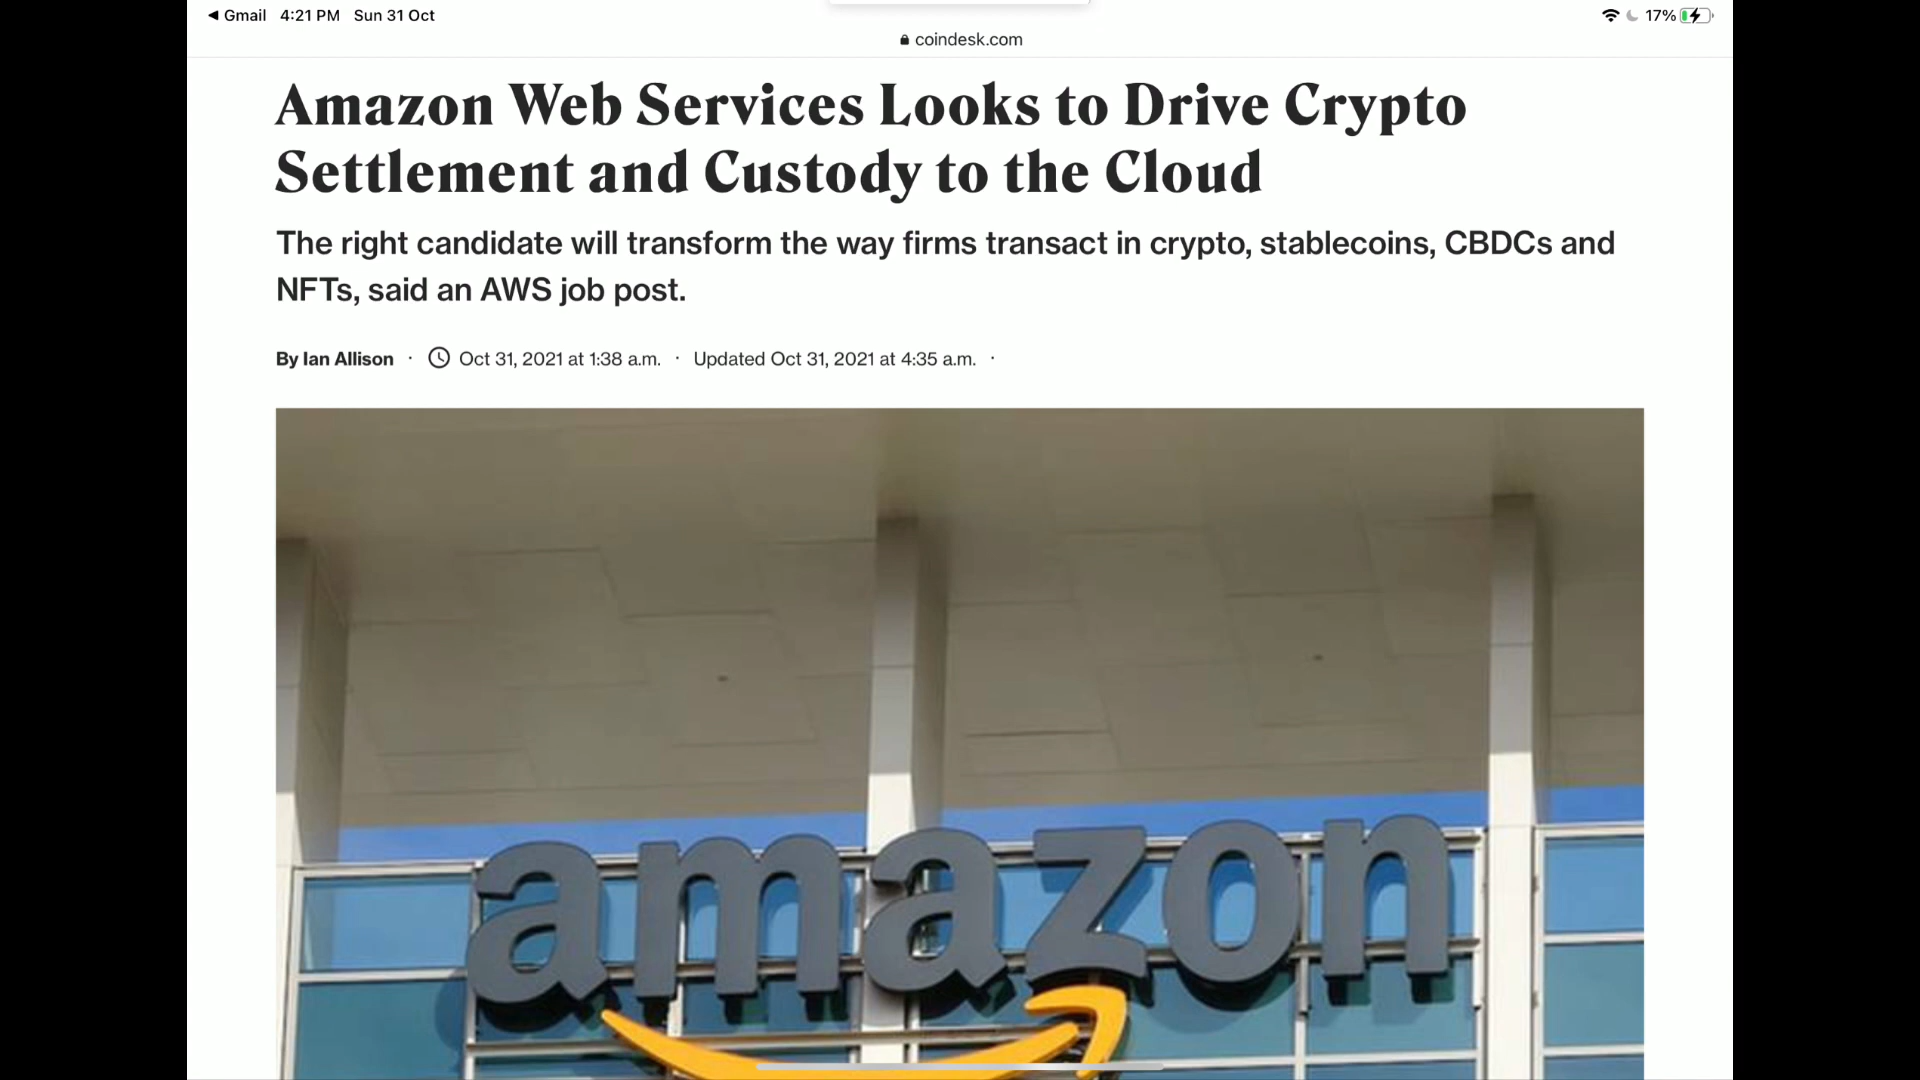 ◀ Gmail 4:21 PM Sun 31 Oct 17%
coindesk.com
Amazon Web Services Looks to Drive Crypto
Settlement and Custody to the Cloud
The right candidate will transform the way firms transact in crypto, stablecoins, CBDCs and
NFTs, said an AWS job post.
By Ian Allison · Oct 31, 2021 at 1:38 a.m. · Updated Oct 31, 2021 at 4:35 a.m. ·
amazon